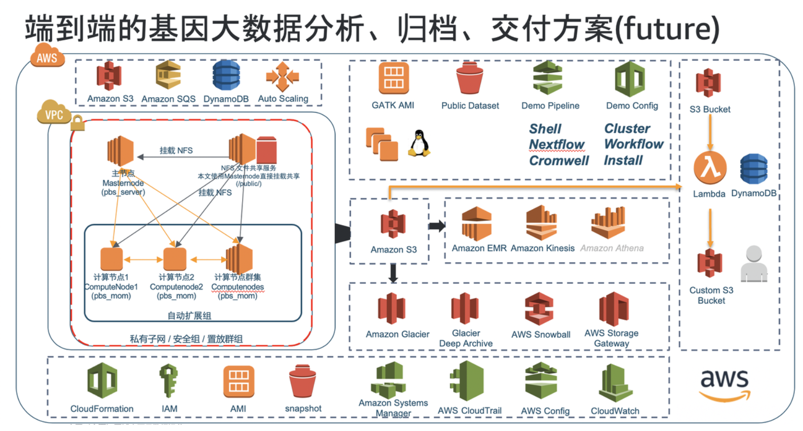 端到端的基因大数据分析、归档、交付方案(future)
AWS
Amazon S3
Amazon SQS
DynamoDB
Auto Scaling
VPC
挂载 NFS
主节点
Masternode
(pbs_server)
NFS文件共享服务
本文使用Masternode直接挂载共享
(/public/)
挂载 NFS
计算节点1
ComputeNode1
(pbs_mom)
计算节点2
Computenode2
(pbs_mom)
计算节点群集
Computenodes
(pbs_mom)
自动扩展组
私有子网 / 安全组 / 置放群组
GATK AMI
Public Dataset
Demo Pipeline
Demo Config
Shell
Nextflow
Cromwell
Cluster
Workflow
Install
Amazon S3
Amazon EMR
Amazon Kinesis
Amazon Athena
Amazon Glacier
Glacier
Deep Archive
AWS Snowball
AWS Storage
Gateway
S3 Bucket
Lambda
DynamoDB
Custom S3
Bucket
CloudFormation
IAM
AMI
snapshot
Amazon Systems
Manager
AWS CloudTrail
AWS Config
CloudWatch
aws